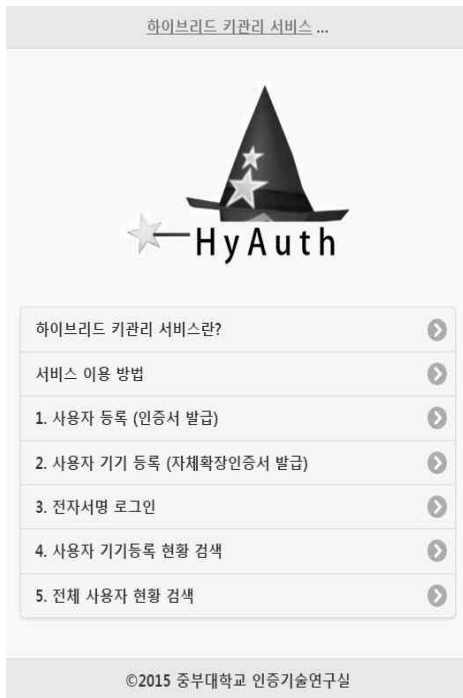 하이브리드 키관리 서비스 ...
HyAuth
하이브리드 키관리 서비스란?
서비스 이용 방법
1. 사용자 등록 (인증서 발급)
2. 사용자 기기 등록 (자체확장인증서 발급)
3. 전자서명 로그인
4. 사용자 기기등록 현황 검색
5. 전체 사용자 현황 검색
©2015 중부대학교 인증기술연구실